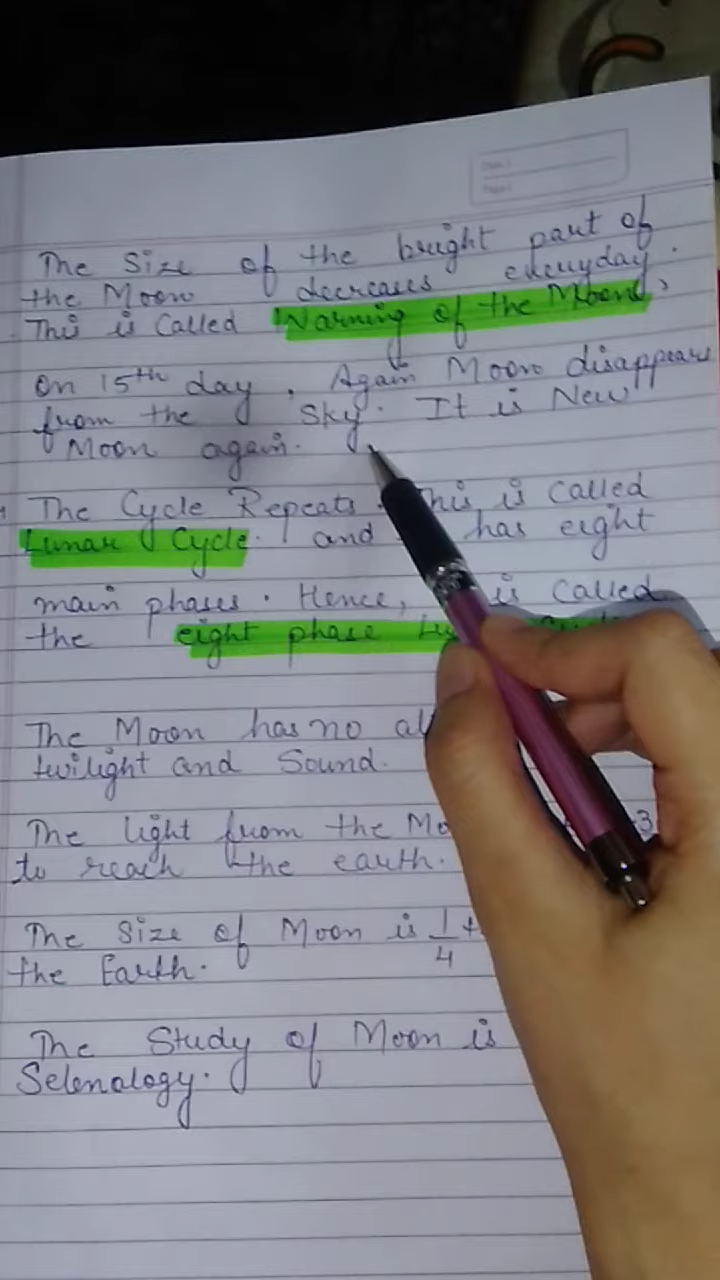 The Size of the bright part of
the Moon decreases everyday.
This is Called Warning of the Moon,
on 15th day, Again Moon disappears
from the Sky. It is New
Moon again.
The Cycle Repeats. This is called
Lunar Cycle. and has eight
main phases. Hence, is called
the eight phase
The Moon has no
twilight and Sound.
The light from the 3
to reach the earth.
The Size of Moon is 1/4
the Earth.
The Study of Moon is
Selenology.